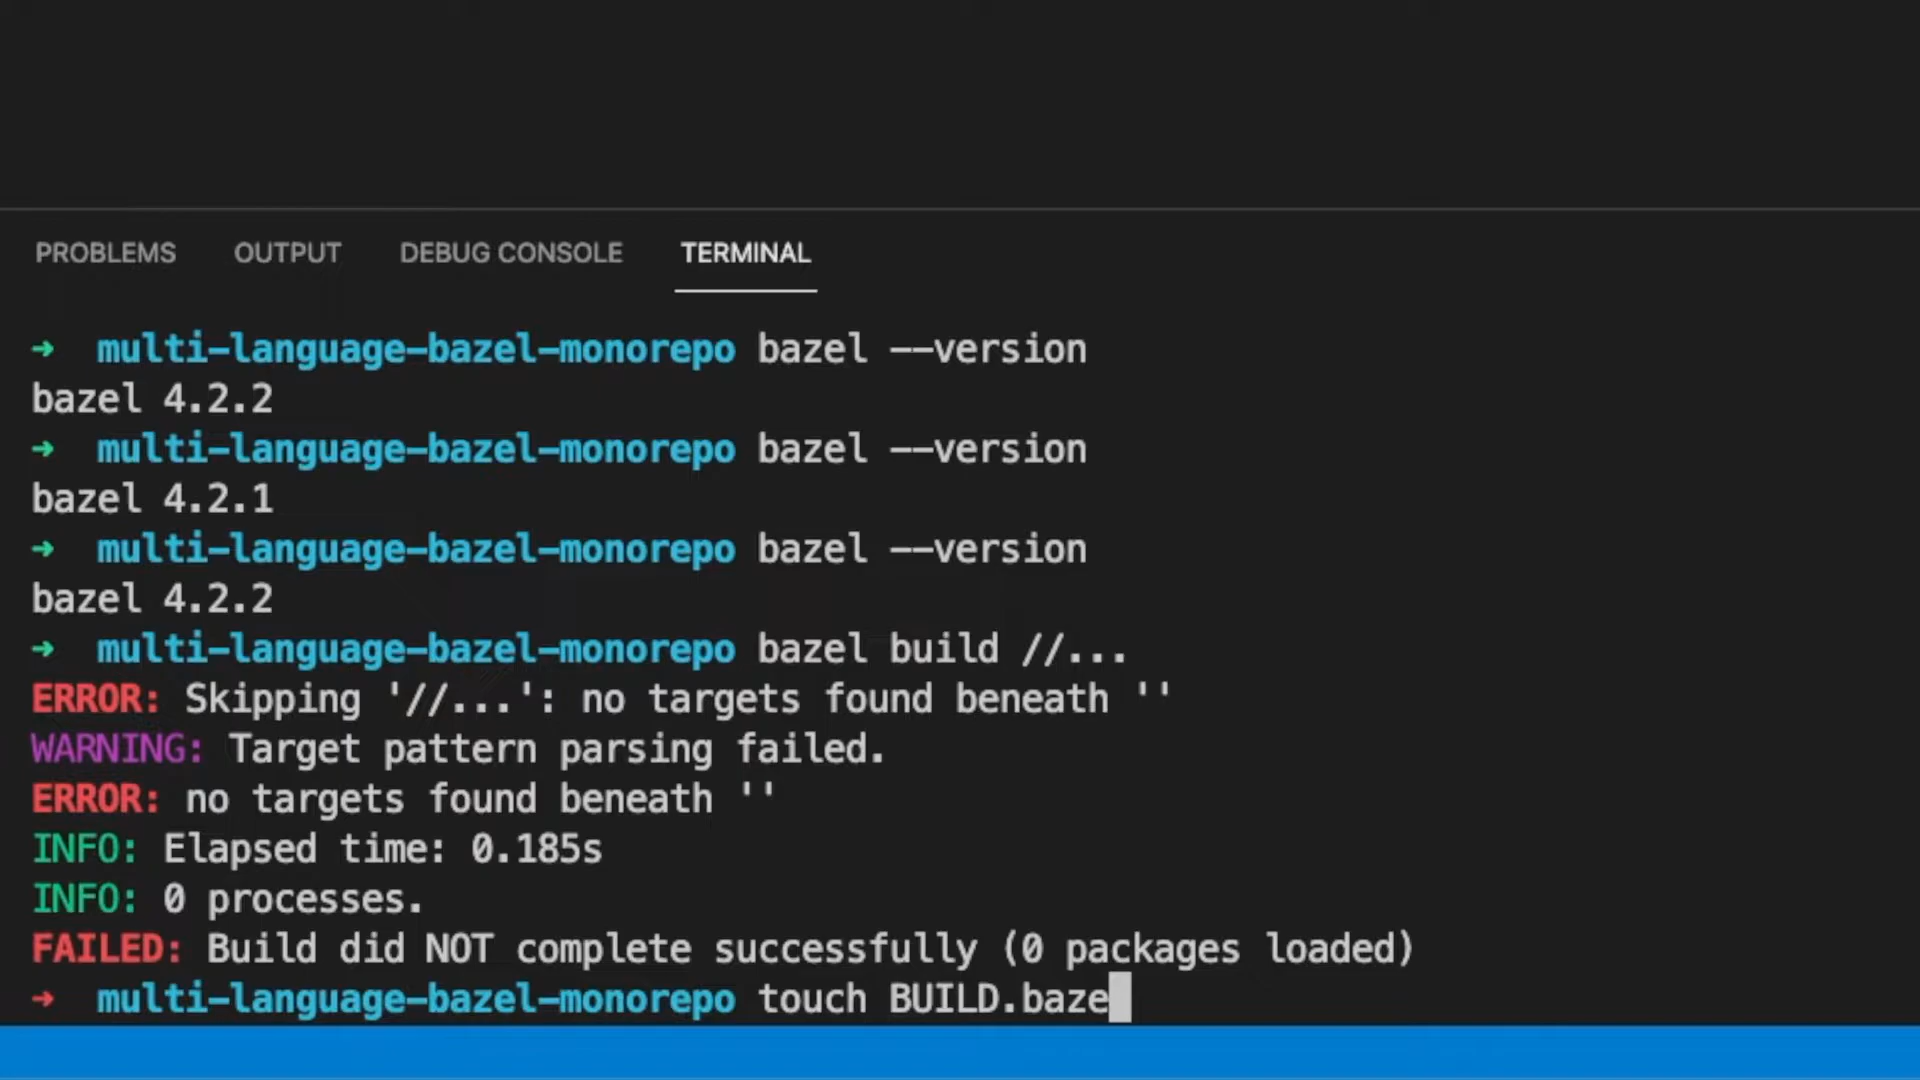 PROBLEMS OUTPUT DEBUG CONSOLE TERMINAL
➜ multi-language-bazel-monorepo bazel --version
bazel 4.2.2
➜ multi-language-bazel-monorepo bazel --version
bazel 4.2.1
➜ multi-language-bazel-monorepo bazel --version
bazel 4.2.2
➜ multi-language-bazel-monorepo bazel build //...
ERROR: Skipping '//...': no targets found beneath ''
WARNING: Target pattern parsing failed.
ERROR: no targets found beneath ''
INFO: Elapsed time: 0.185s
INFO: 0 processes.
FAILED: Build did NOT complete successfully (0 packages loaded)
➜ multi-language-bazel-monorepo touch BUILD.baze